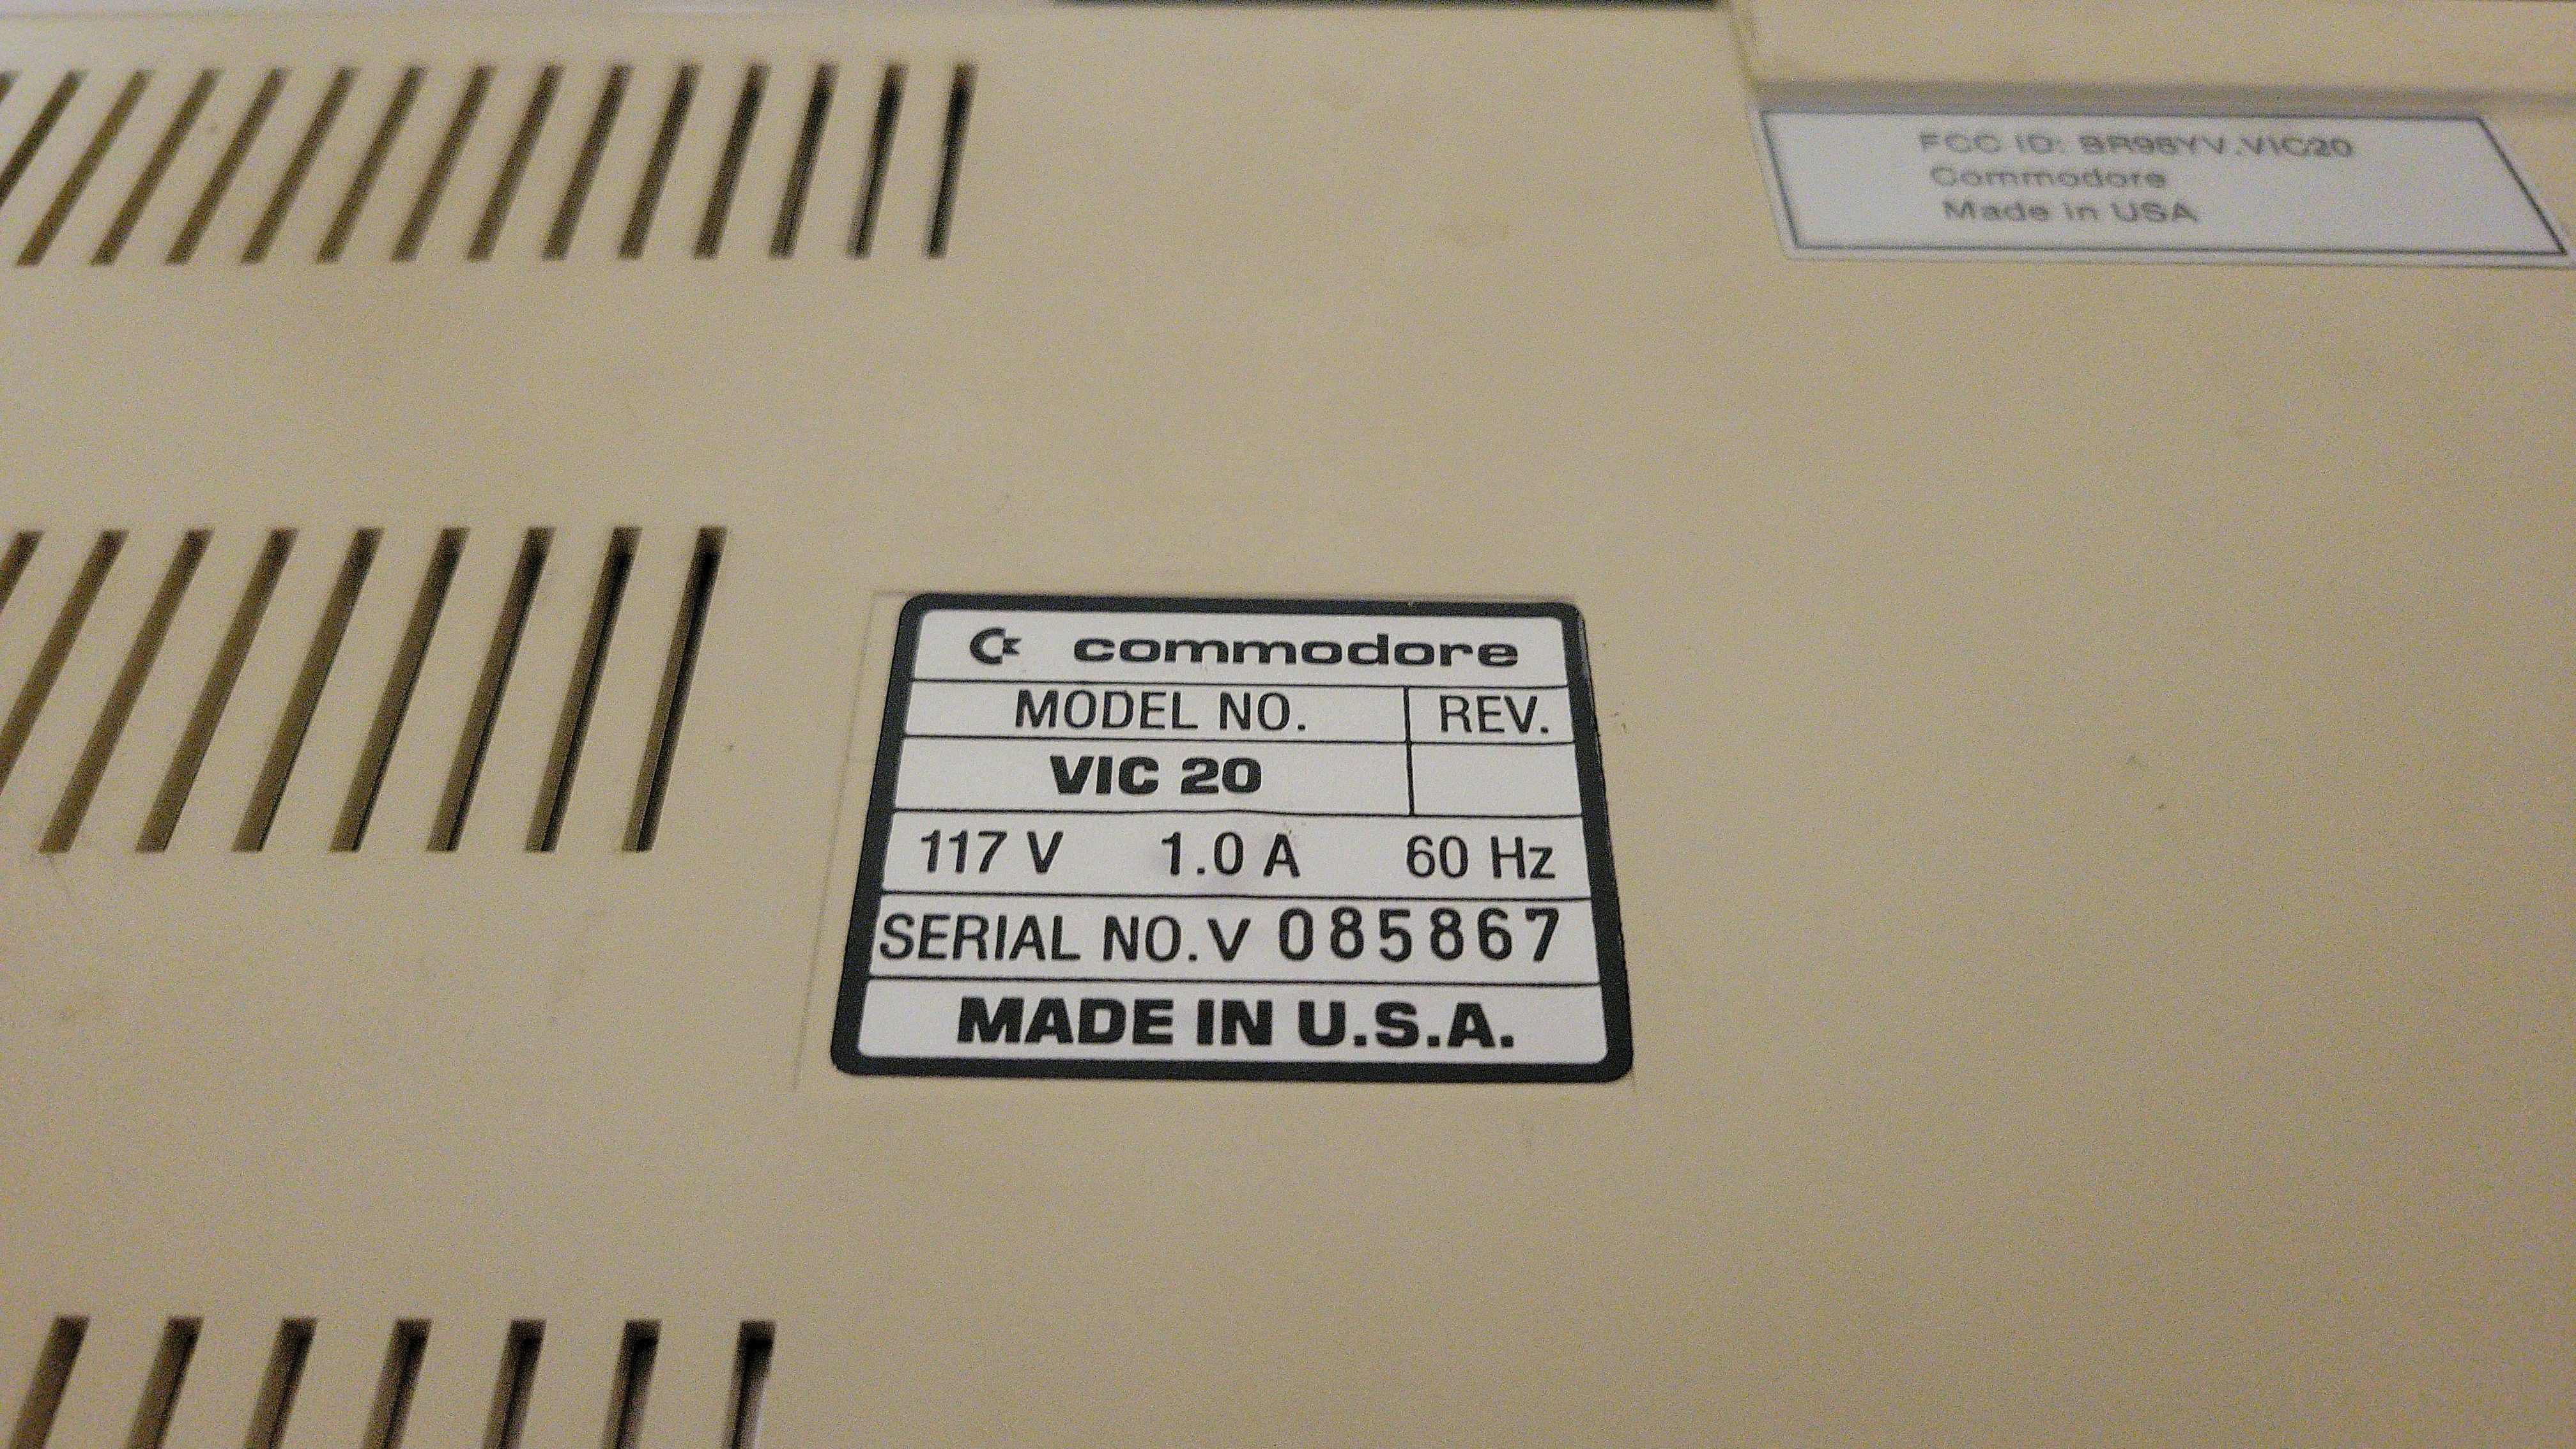 FCC ID: BR98YV.VIC20
Commodore
Made in USA
commodore
MODEL NO. REV.
VIC 20
117 V 1.0 A 60 Hz
SERIAL NO. V 085867
MADE IN U.S.A.